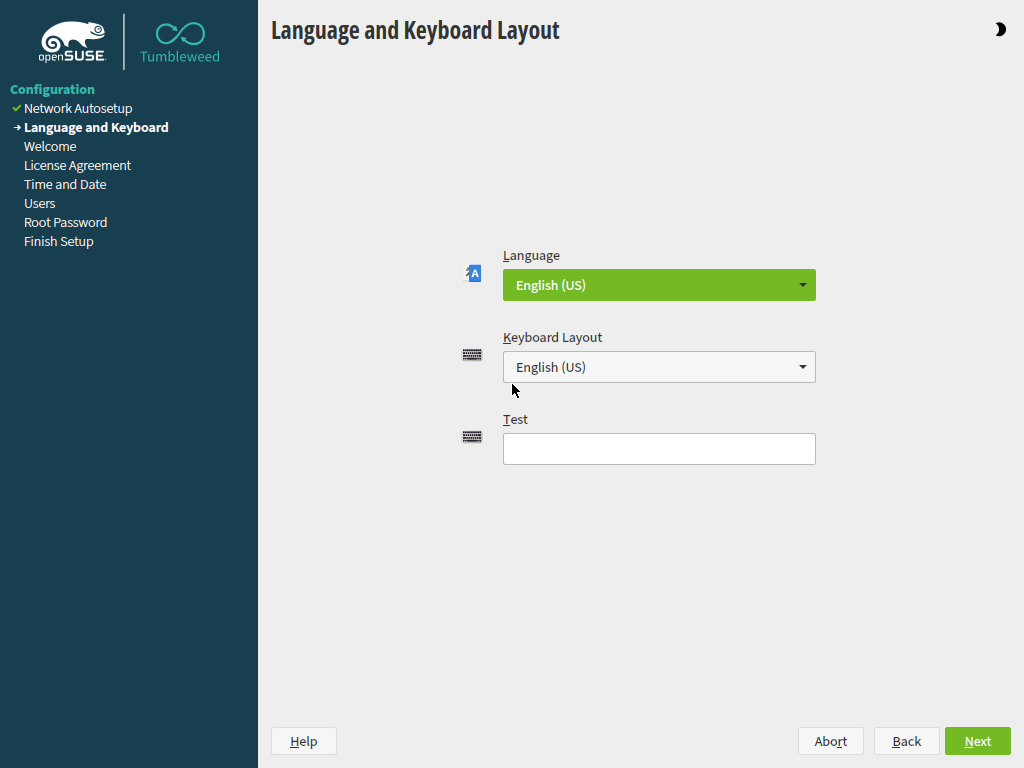 openSUSE
Tumbleweed
Configuration
Network Autosetup
Language and Keyboard
Welcome
License Agreement
Time and Date
Users
Root Password
Finish Setup
Language and Keyboard Layout
Language
A
English (US)
Keyboard Layout
English (US)
Test
Help
Abort
Back
Next